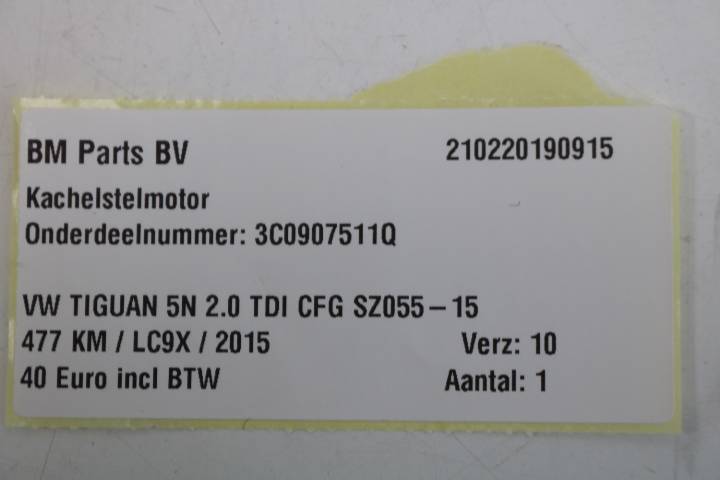 BM Parts BV 210220190915
Kachelstelmotor
Onderdeelnummer: 3C0907511Q
VW TIGUAN 5N 2.0 TDI CFG SZ055-15
477 KM / LC9X / 2015 Verz: 10
40 Euro incl BTW Aantal: 1